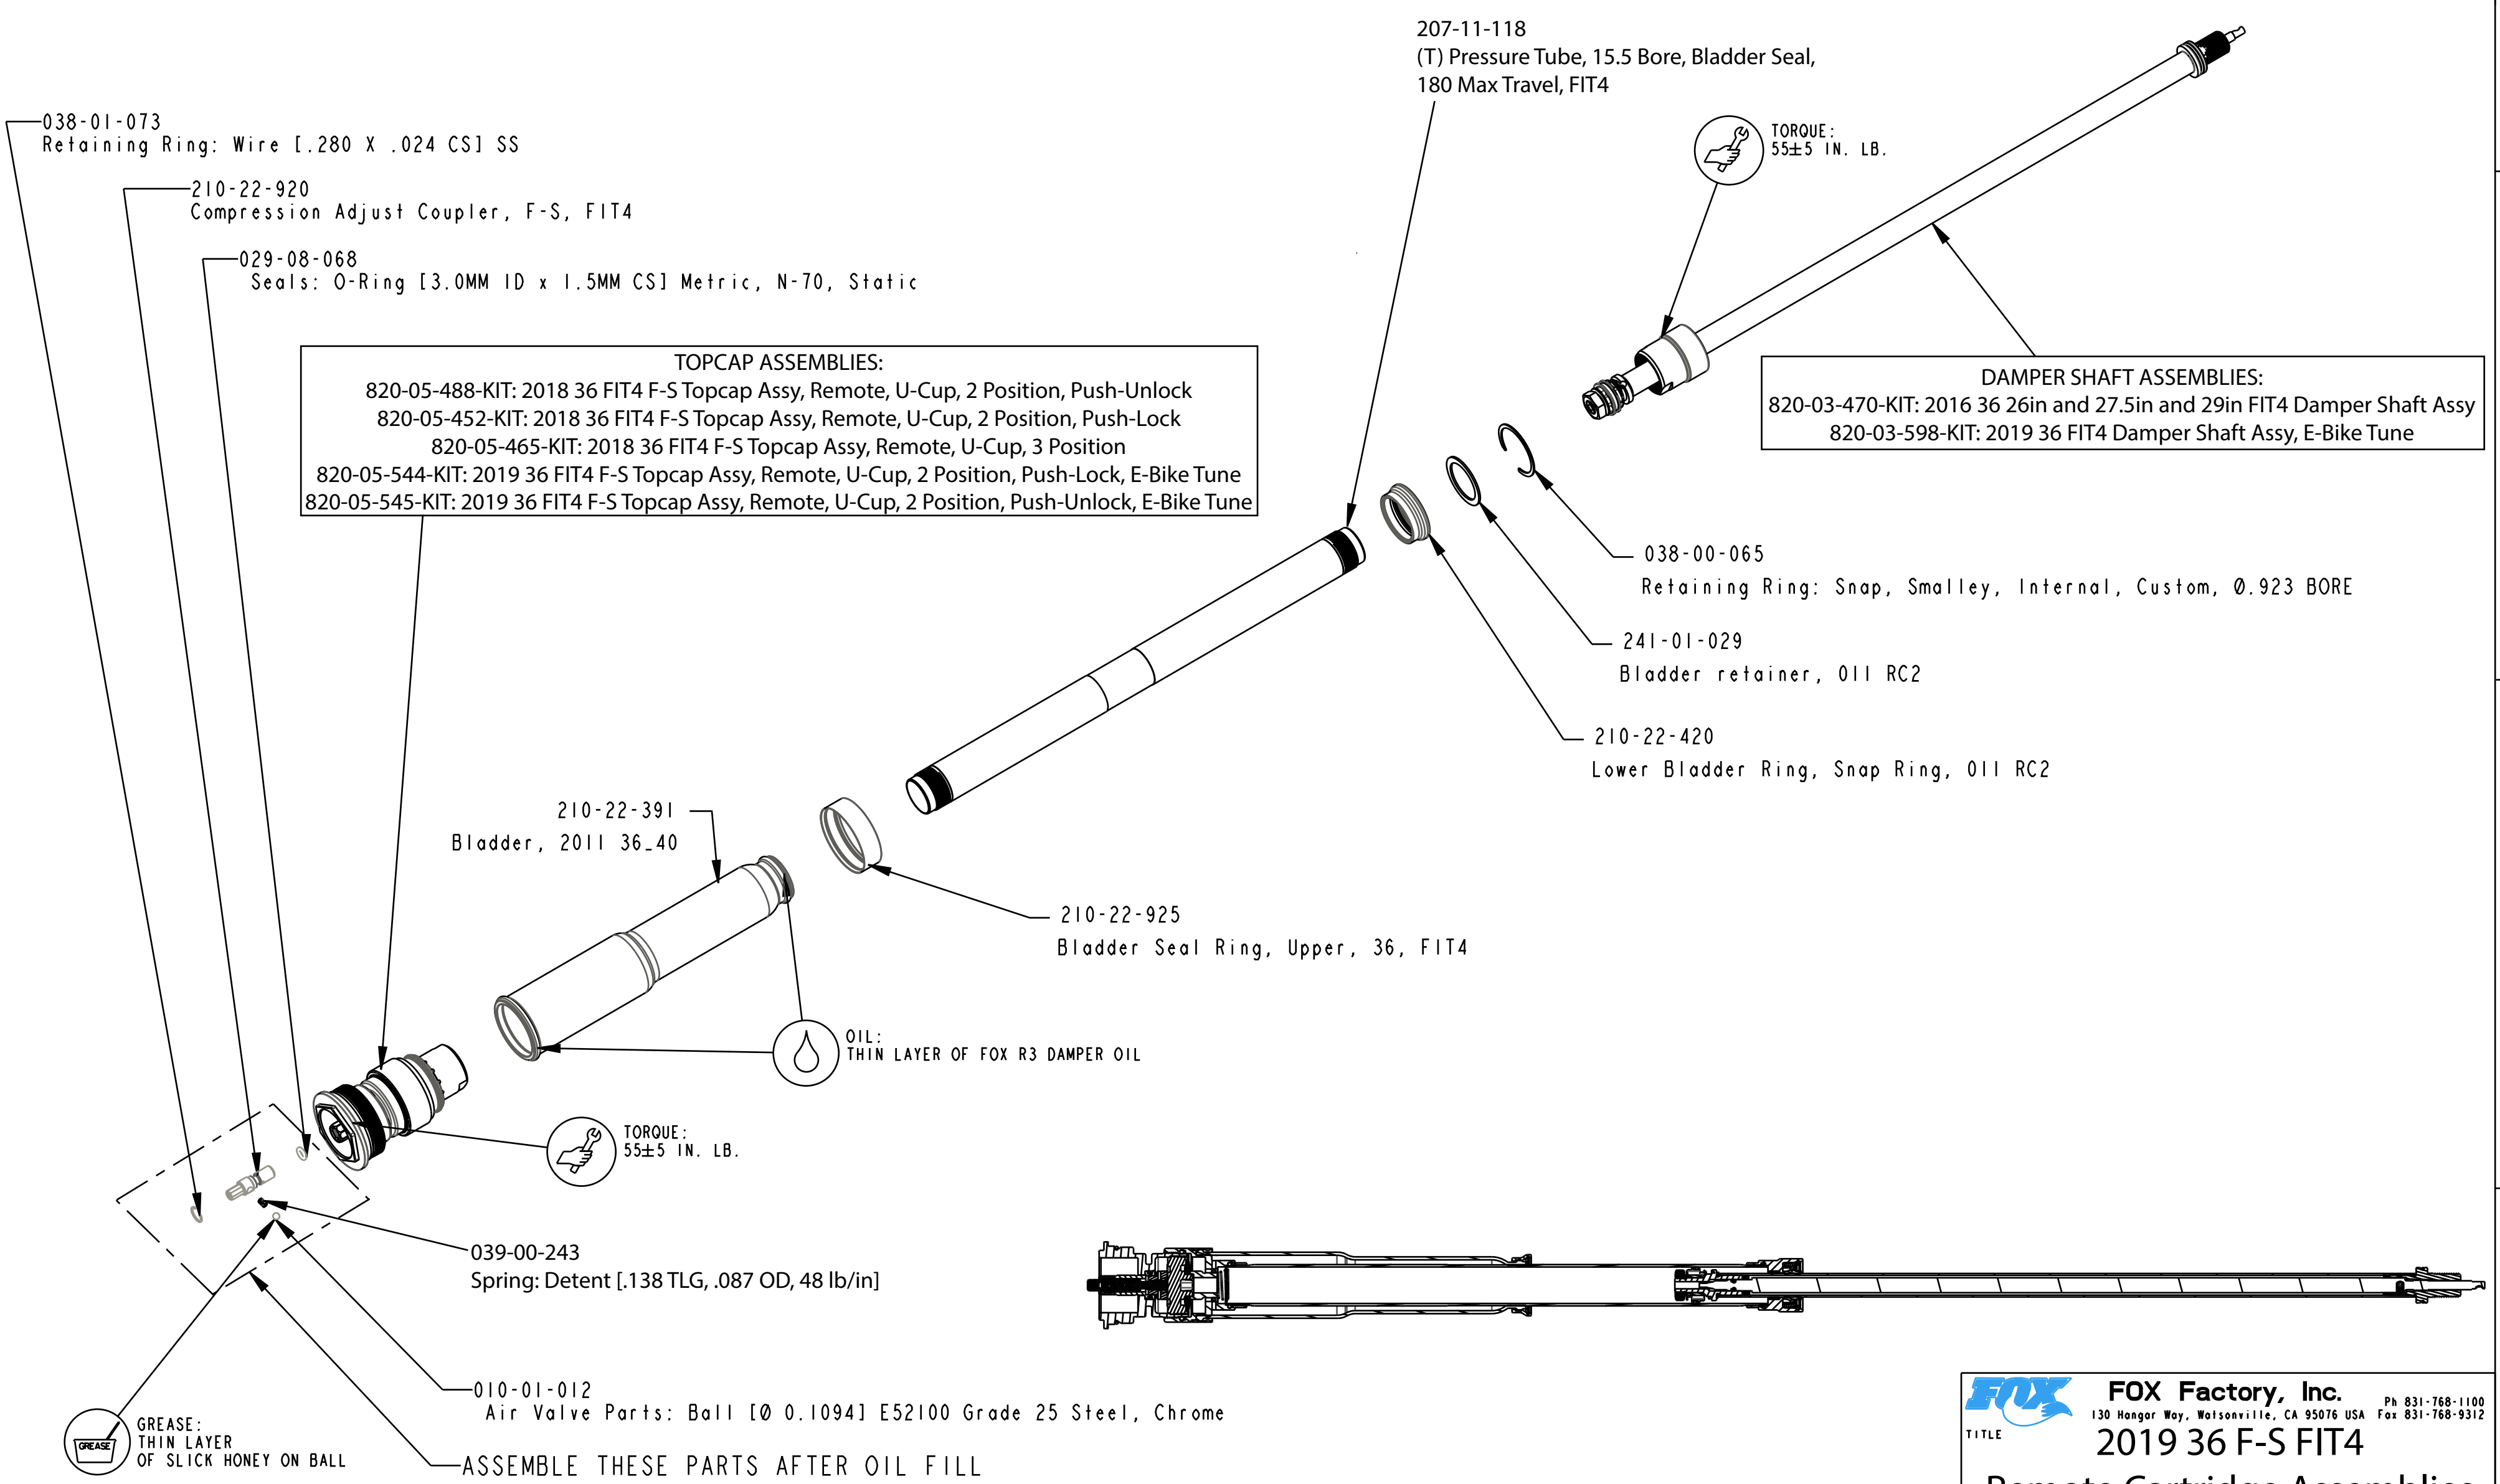 207-11-118
(T) Pressure Tube, 15.5 Bore, Bladder Seal,
180 Max Travel, FIT4
038-01-073
Retaining Ring: Wire [.280 X .024 CS] SS
TORQUE:
55±5 IN. LB.
210-22-920
Compression Adjust Coupler, F-S, FIT4
029-08-068
Seals: O-Ring [3.0MM ID x 1.5MM CS] Metric, N-70, Static
TOPCAP ASSEMBLIES:
820-05-488-KIT: 2018 36 FIT4 F-S Topcap Assy, Remote, U-Cup, 2 Position, Push-Unlock
820-05-452-KIT: 2018 36 FIT4 F-S Topcap Assy, Remote, U-Cup, 2 Position, Push-Lock
820-05-465-KIT: 2018 36 FIT4 F-S Topcap Assy, Remote, U-Cup, 3 Position
820-05-544-KIT: 2019 36 FIT4 F-S Topcap Assy, Remote, U-Cup, 2 Position, Push-Lock, E-Bike Tune
820-05-545-KIT: 2019 36 FIT4 F-S Topcap Assy, Remote, U-Cup, 2 Position, Push-Unlock, E-Bike Tune
DAMPER SHAFT ASSEMBLIES:
820-03-470-KIT: 2016 36 26in and 27.5in and 29in FIT4 Damper Shaft Assy
820-03-598-KIT: 2019 36 FIT4 Damper Shaft Assy, E-Bike Tune
038-00-065
Retaining Ring: Snap, Smalley, Internal, Custom, Ø.923 BORE
241-01-029
Bladder retainer, 011 RC2
210-22-420
Lower Bladder Ring, Snap Ring, 011 RC2
210-22-391
Bladder, 2011 36_40
210-22-925
Bladder Seal Ring, Upper, 36, FIT4
OIL:
THIN LAYER OF FOX R3 DAMPER OIL
TORQUE:
55±5 IN. LB.
039-00-243
Spring: Detent [.138 TLG, .087 OD, 48 lb/in]
010-01-012
Air Valve Parts: Ball [Ø 0.1094] E52100 Grade 25 Steel, Chrome
GREASE
GREASE:
THIN LAYER
OF SLICK HONEY ON BALL
ASSEMBLE THESE PARTS AFTER OIL FILL
FOX
FOX Factory, Inc.
130 Hangar Way, Watsonville, CA 95076 USA
Ph 831-768-1100
Fax 831-768-9312
TITLE
2019 36 F-S FIT4
Remote Cartridge Assemblies